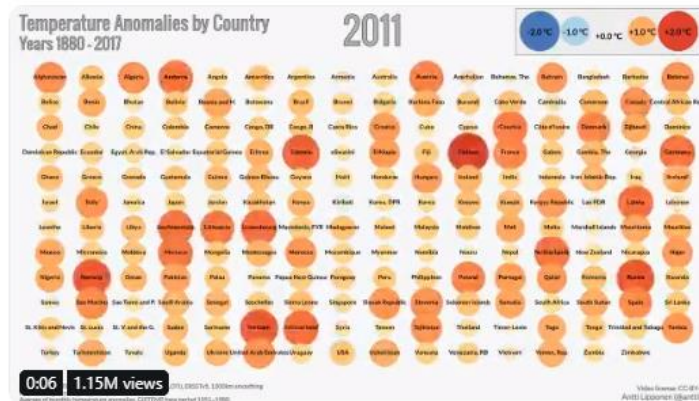 Temperature Anomalies by Country
Years 1880 - 2017
2011
-2.0 °C -1.0 °C +0.0 °C +1.0 °C +2.0 °C
Afghanistan Albania Algeria Andorra Angola Antarctica Argentina Armenia Australia Austria Azerbaijan Bahamas, The Bahrain Bangladesh Barbados Belarus
Belize Benin Bhutan Bolivia Bosnia and H. Botswana Brazil Brunei Bulgaria Burkina Faso Burundi Cabo Verde Cambodia Cameroon Canada Central African
Chad Chile China Colombia Comoros Congo, DR Congo, R Costa Rica Croatia Cuba Cyprus Côte d'Ivoire Denmark Djibouti Dominica
Dominican Republic Ecuador Egypt, Arab Rep. El Salvador Equatorial Guinea Eritrea Estonia eSwatini Ethiopia Fiji Finland France Gabon Gambia, The Georgia Germany
Ghana Greece Grenada Guatemala Guinea Guinea-Bissau Guyana Haiti Honduras Hungary Iceland India Indonesia Iran, Islamic Rep. Iraq Ireland
Israel Italy Jamaica Japan Jordan Kazakhstan Kenya Kiribati Korea, DPR Korea Kosovo Kuwait Kyrgyz Republic Lao PDR Latvia Lebanon
Lesotho Liberia Libya Liechtenstein Lithuania Luxembourg Macedonia, FYR Madagascar Malawi Malaysia Maldives Mali Malta Marshall Islands Mauritania Mauritius
Mexico Micronesia Moldova Monaco Mongolia Montenegro Morocco Mozambique Myanmar Namibia Nauru Nepal Netherlands New Zealand Nicaragua Niger
Nigeria Norway Oman Pakistan Palau Panama Papua New Guinea Paraguay Peru Philippines Poland Portugal Qatar Romania Russia Rwanda
Samoa San Marino Sao Tome and P. Saudi Arabia Senegal Seychelles Sierra Leone Singapore Slovak Republic Slovenia Solomon Islands Somalia South Africa South Sudan Spain Sri Lanka
St. Kitts and Nevis St. Lucia St. V. and the G. Sudan Suriname Sweden Switzerland Syria Taiwan Tajikistan Thailand Timor-Leste Togo Tonga Trinidad and Tobago Tunisia
Turkey Turkmenistan Tuvalu Uganda Ukraine United Arab Emirates Uruguay USA Uzbekistan Vanuatu Venezuela, RB Vietnam Yemen, Rep. Zambia Zimbabwe
0:06 1.15M views
1200km smoothing
Video license: CC-BY
Antti Lipponen (@antti